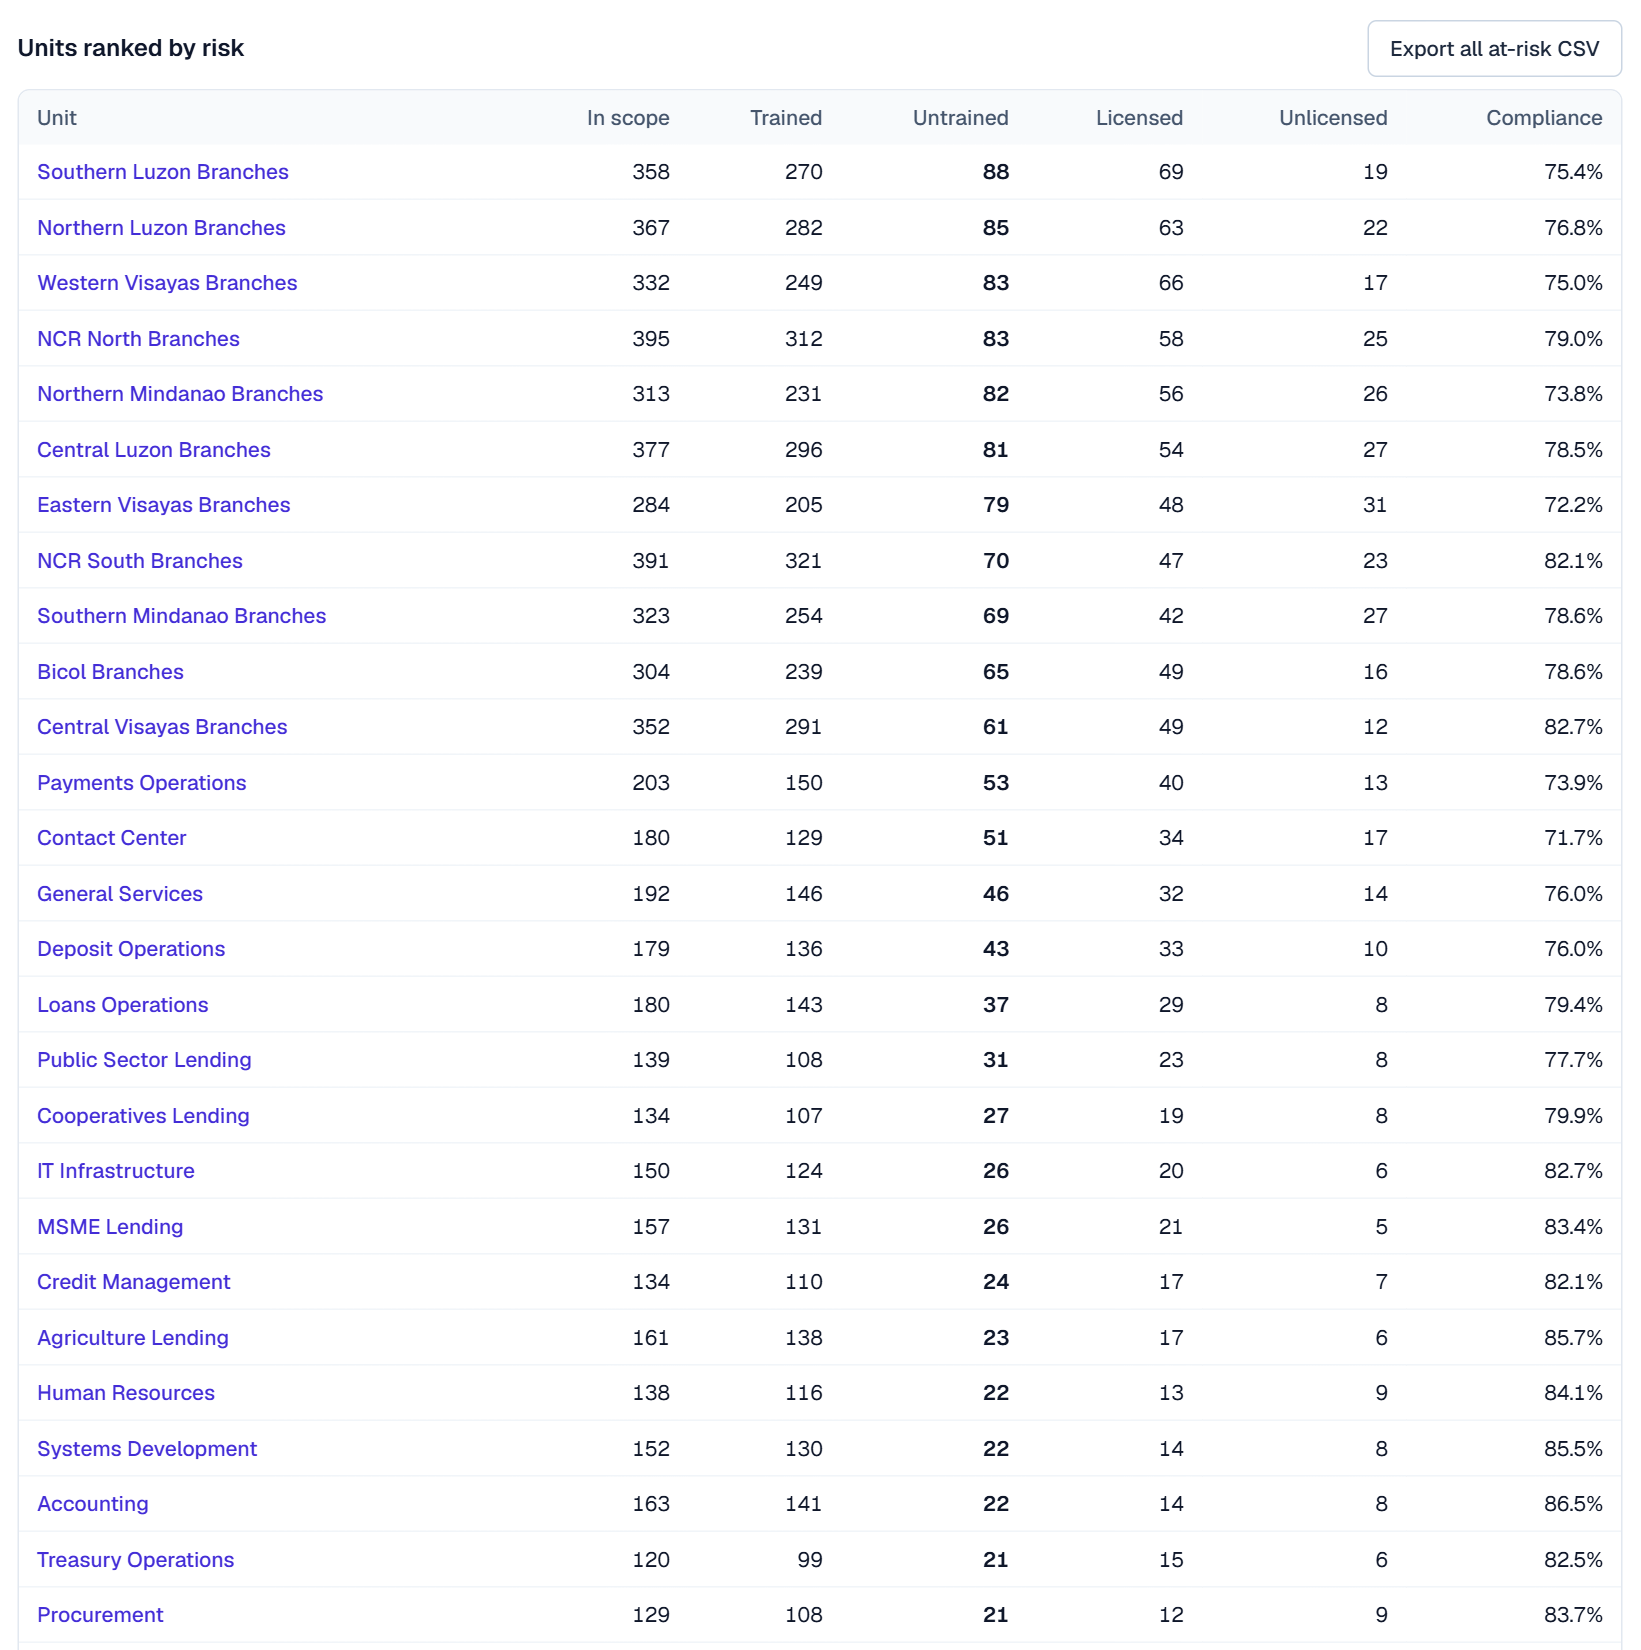 Units ranked by risk
Export all at-risk CSV
Unit In scope Trained Untrained Licensed Unlicensed Compliance
Southern Luzon Branches 358 270 88 69 19 75.4%
Northern Luzon Branches 367 282 85 63 22 76.8%
Western Visayas Branches 332 249 83 66 17 75.0%
NCR North Branches 395 312 83 58 25 79.0%
Northern Mindanao Branches 313 231 82 56 26 73.8%
Central Luzon Branches 377 296 81 54 27 78.5%
Eastern Visayas Branches 284 205 79 48 31 72.2%
NCR South Branches 391 321 70 47 23 82.1%
Southern Mindanao Branches 323 254 69 42 27 78.6%
Bicol Branches 304 239 65 49 16 78.6%
Central Visayas Branches 352 291 61 49 12 82.7%
Payments Operations 203 150 53 40 13 73.9%
Contact Center 180 129 51 34 17 71.7%
General Services 192 146 46 32 14 76.0%
Deposit Operations 179 136 43 33 10 76.0%
Loans Operations 180 143 37 29 8 79.4%
Public Sector Lending 139 108 31 23 8 77.7%
Cooperatives Lending 134 107 27 19 8 79.9%
IT Infrastructure 150 124 26 20 6 82.7%
MSME Lending 157 131 26 21 5 83.4%
Credit Management 134 110 24 17 7 82.1%
Agriculture Lending 161 138 23 17 6 85.7%
Human Resources 138 116 22 13 9 84.1%
Systems Development 152 130 22 14 8 85.5%
Accounting 163 141 22 14 8 86.5%
Treasury Operations 120 99 21 15 6 82.5%
Procurement 129 108 21 12 9 83.7%